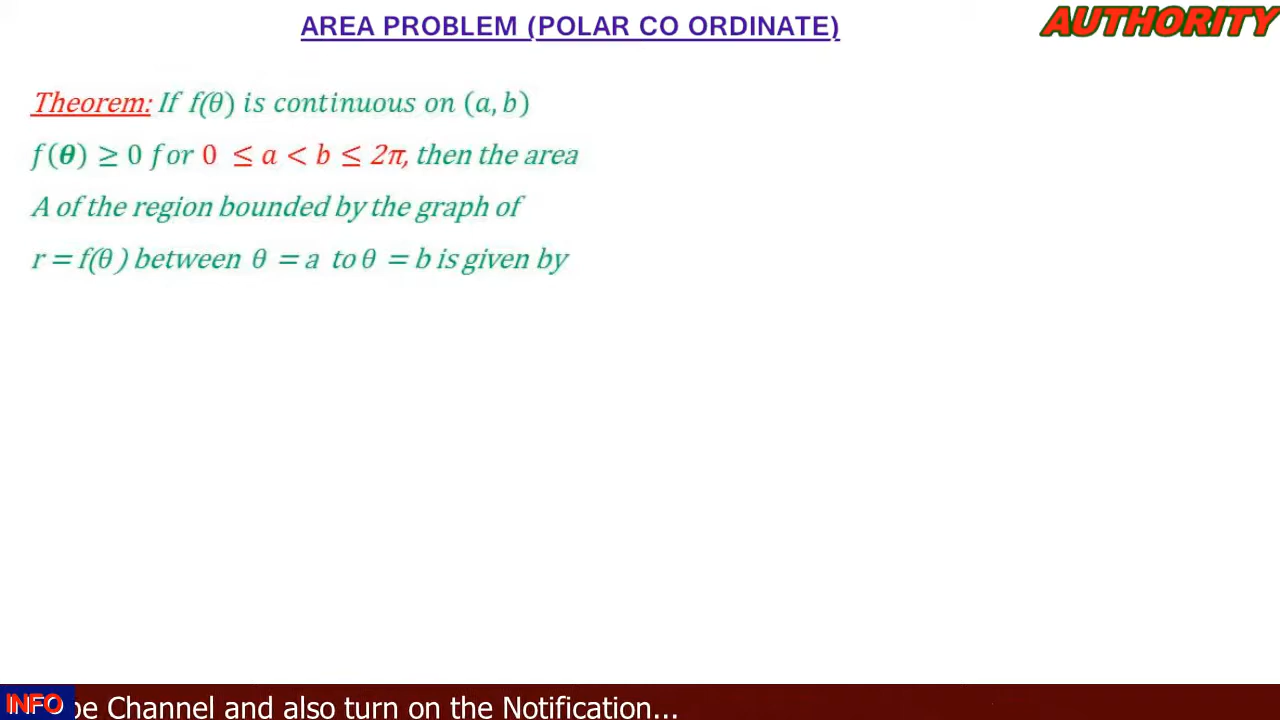 AREA PROBLEM (POLAR CO ORDINATE)
AUTHORITY
Theorem: If f(θ) is continuous on (a, b)
f(θ) ≥ 0 for 0 ≤ a < b ≤ 2π, then the area
A of the region bounded by the graph of
r = f(θ ) between θ = a to θ = b is given by
INFO
be Channel and also turn on the Notification...